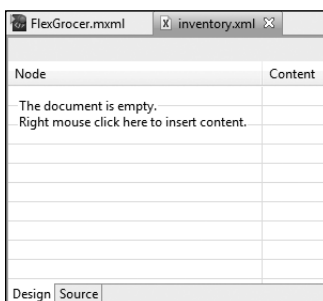 FlexGrocer.mxml inventory.xml
Node Content
The document is empty.
Right mouse click here to insert content.
Design Source